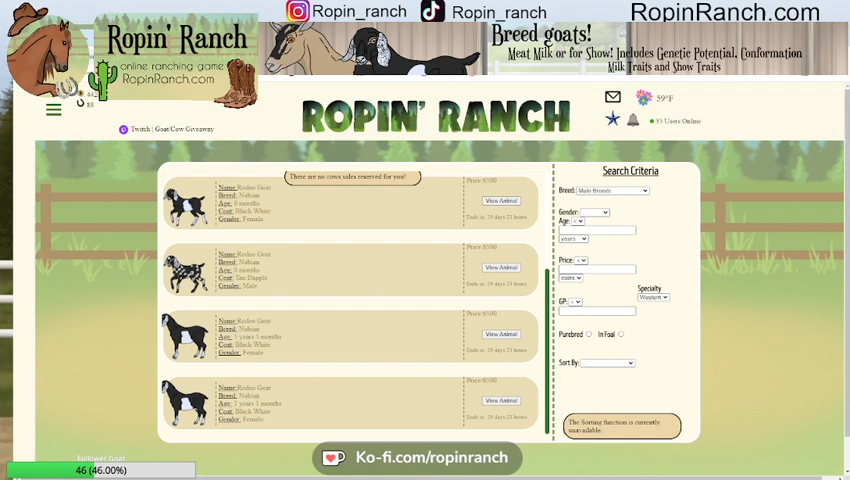 Ropin_ranch
Ropin_ranch
RopinRanch.com
Ropin' Ranch
online ranching game
RopinRanch.com
Breed goats!
Meat Milk or for Show! Includes Genetic Potential, Conformation
Milk Traits and Show Traits
44
88
Twitch | Goat/Cow Giveaway
ROPIN' RANCH
59°F
35 Users Online
There are no cows sales reserved for you!
Name: Rodeo Goat
Breed: Nubian
Age: 0 months
Coat: Black White
Gender: Female
Price: 6500
View Animal
Ends in: 29 days 23 hours
Name: Rodeo Goat
Breed: Nubian
Age: 0 months
Coat: Tan Dapple
Gender: Male
Price: 6500
View Animal
Ends in: 29 days 23 hours
Name: Rodeo Goat
Breed: Nubian
Age: 5 years 5 months
Coat: Black White
Gender: Female
Price: 6500
View Animal
Ends in: 29 days 23 hours
Name: Rodeo Goat
Breed: Nubian
Age: 1 years 1 months
Coat: Black White
Gender: Female
Price: 6500
View Animal
Ends in: 29 days 23 hours
Search Criteria
Breed: Main Breeds
Gender:
Age: <
years
Price: <
coins
Specialty
GP: <
Western
Purebred
In Foal
Sort By:
The Sorting function is currently
unavailable.
Follower Goat
46 (46.00%)
Ko-fi.com/ropinranch